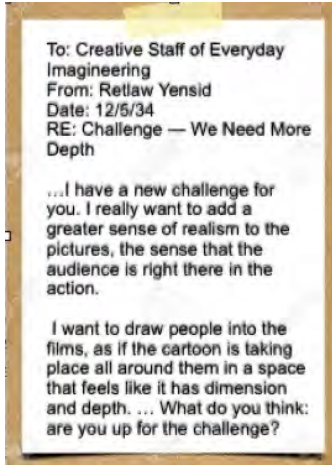 To: Creative Staff of Everyday
Imagineering
From: Retlaw Yensid
Date: 12/5/34
RE: Challenge — We Need More
Depth
…I have a new challenge for
you. I really want to add a
greater sense of realism to the
pictures, the sense that the
audience is right there in the
action.
I want to draw people into the
films, as if the cartoon is taking
place all around them in a space
that feels like it has dimension
and depth. … What do you think:
are you up for the challenge?